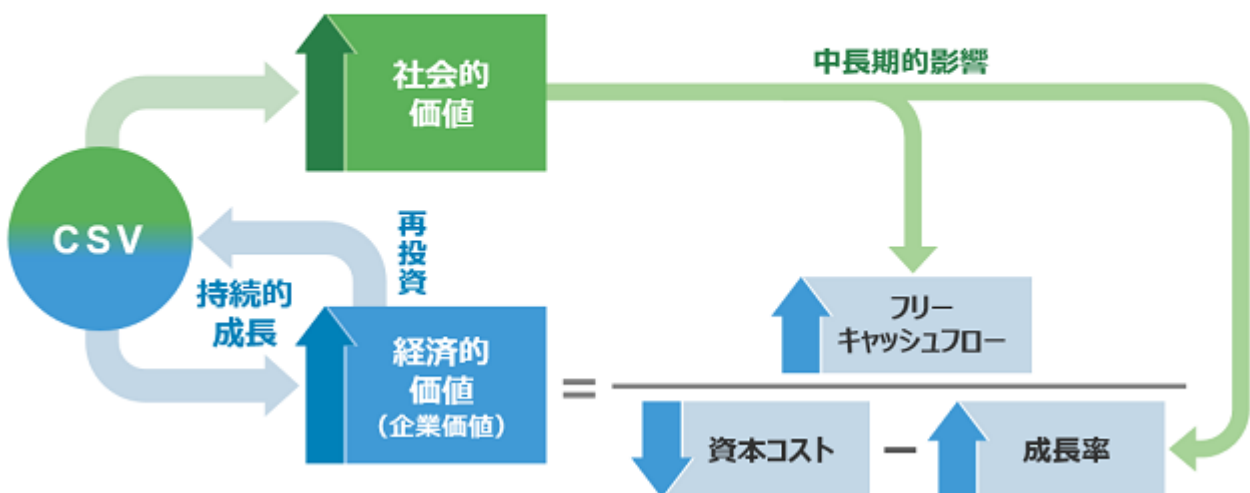 社会的
価値
中長期的影響
CSV
再投資
持続的
成長
経済的
価値
（企業価値）
=
フリー
キャッシュフロー
資本コスト
－
成長率